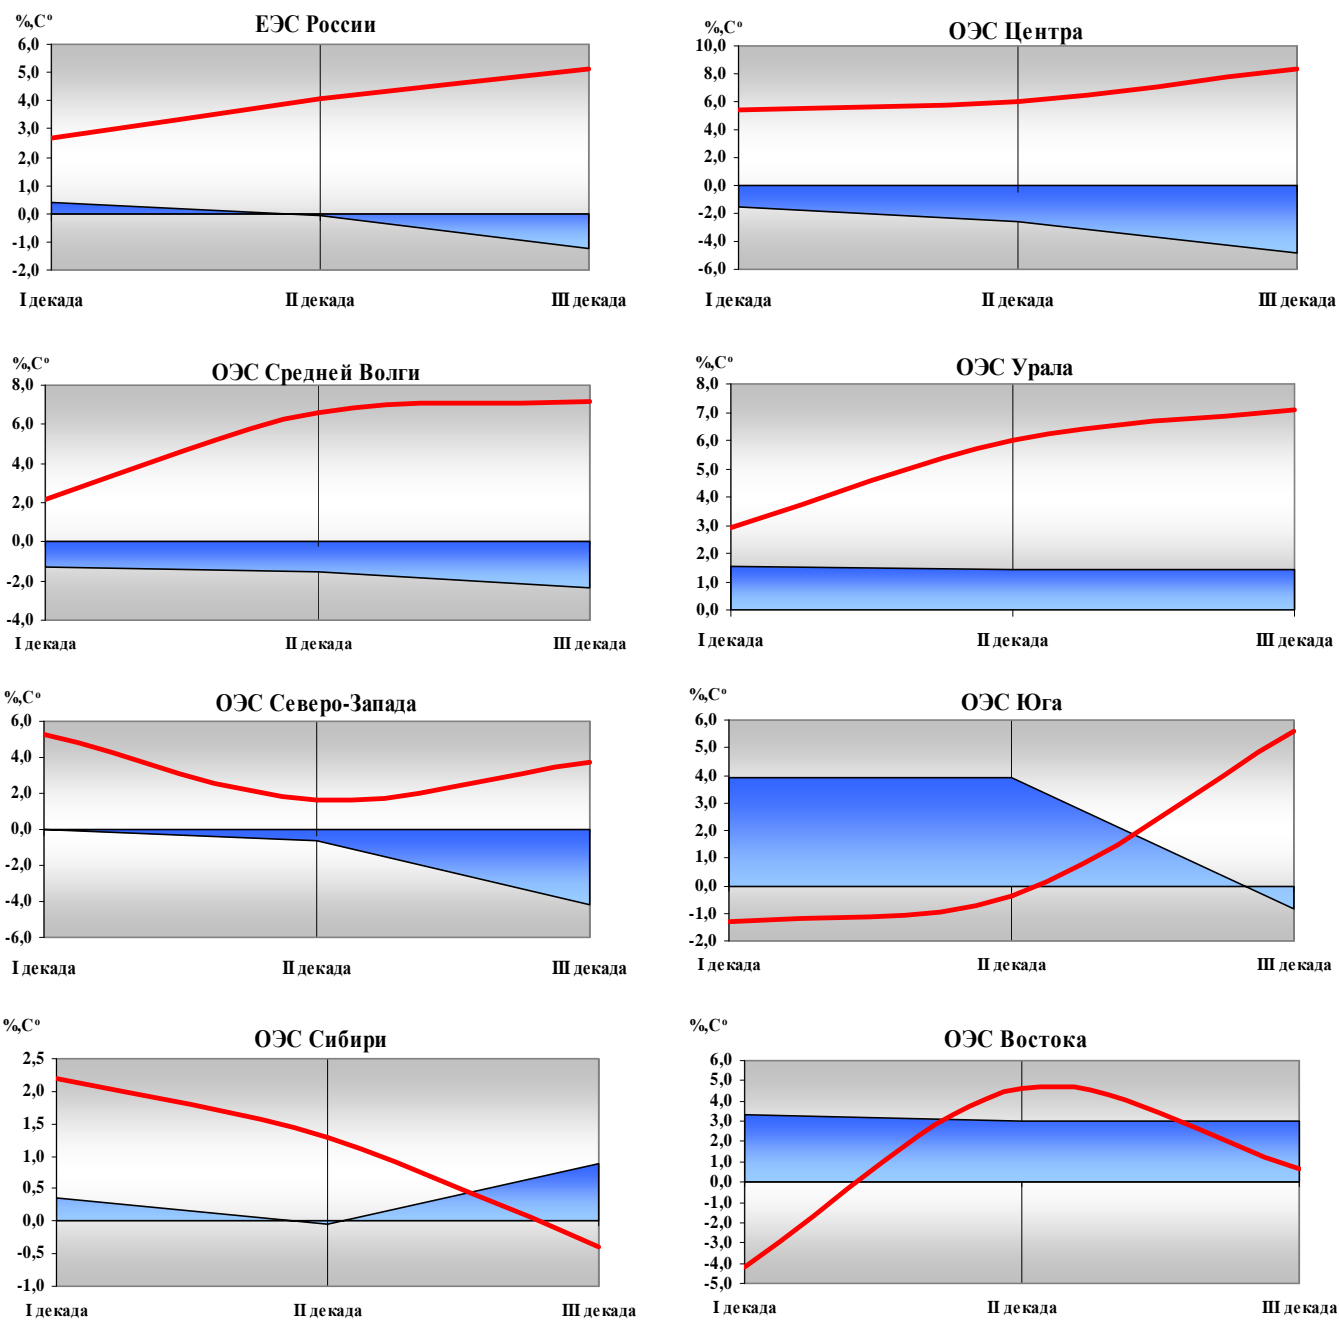 %,C°
ЕЭС России
6,0
5,0
4,0
3,0
2,0
1,0
0,0
-1,0
-2,0
I декада
II декада
III декада
%,C°
ОЭС Центра
10,0
8,0
6,0
4,0
2,0
0,0
-2,0
-4,0
-6,0
I декада
II декада
III декада
%,C°
ОЭС Средней Волги
8,0
6,0
4,0
2,0
0,0
-2,0
-4,0
I декада
II декада
III декада
%,C°
ОЭС Урала
8,0
7,0
6,0
5,0
4,0
3,0
2,0
1,0
0,0
I декада
II декада
III декада
%,C°
ОЭС Северо-Запада
6,0
4,0
2,0
0,0
-2,0
-4,0
-6,0
I декада
II декада
III декада
%,C°
ОЭС Юга
6,0
5,0
4,0
3,0
2,0
1,0
0,0
-1,0
-2,0
I декада
II декада
III декада
%,C°
ОЭС Сибири
2,5
2,0
1,5
1,0
0,5
0,0
-0,5
-1,0
I декада
II декада
III декада
%,C°
ОЭС Востока
6,0
5,0
4,0
3,0
2,0
1,0
0,0
-1,0
-2,0
-3,0
-4,0
-5,0
I декада
II декада
III декада